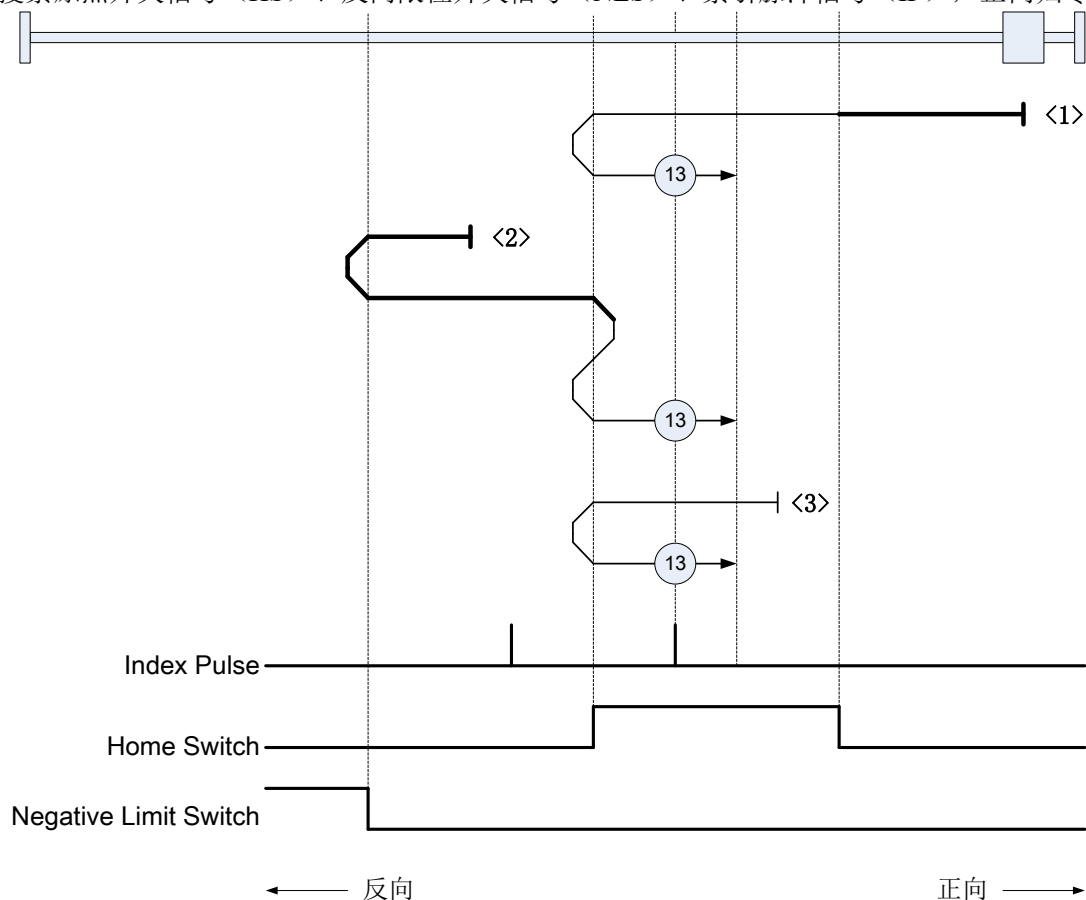 <1>
13
<2>
13
<3>
13
Index Pulse
Home Switch
Negative Limit Switch
反向
正向